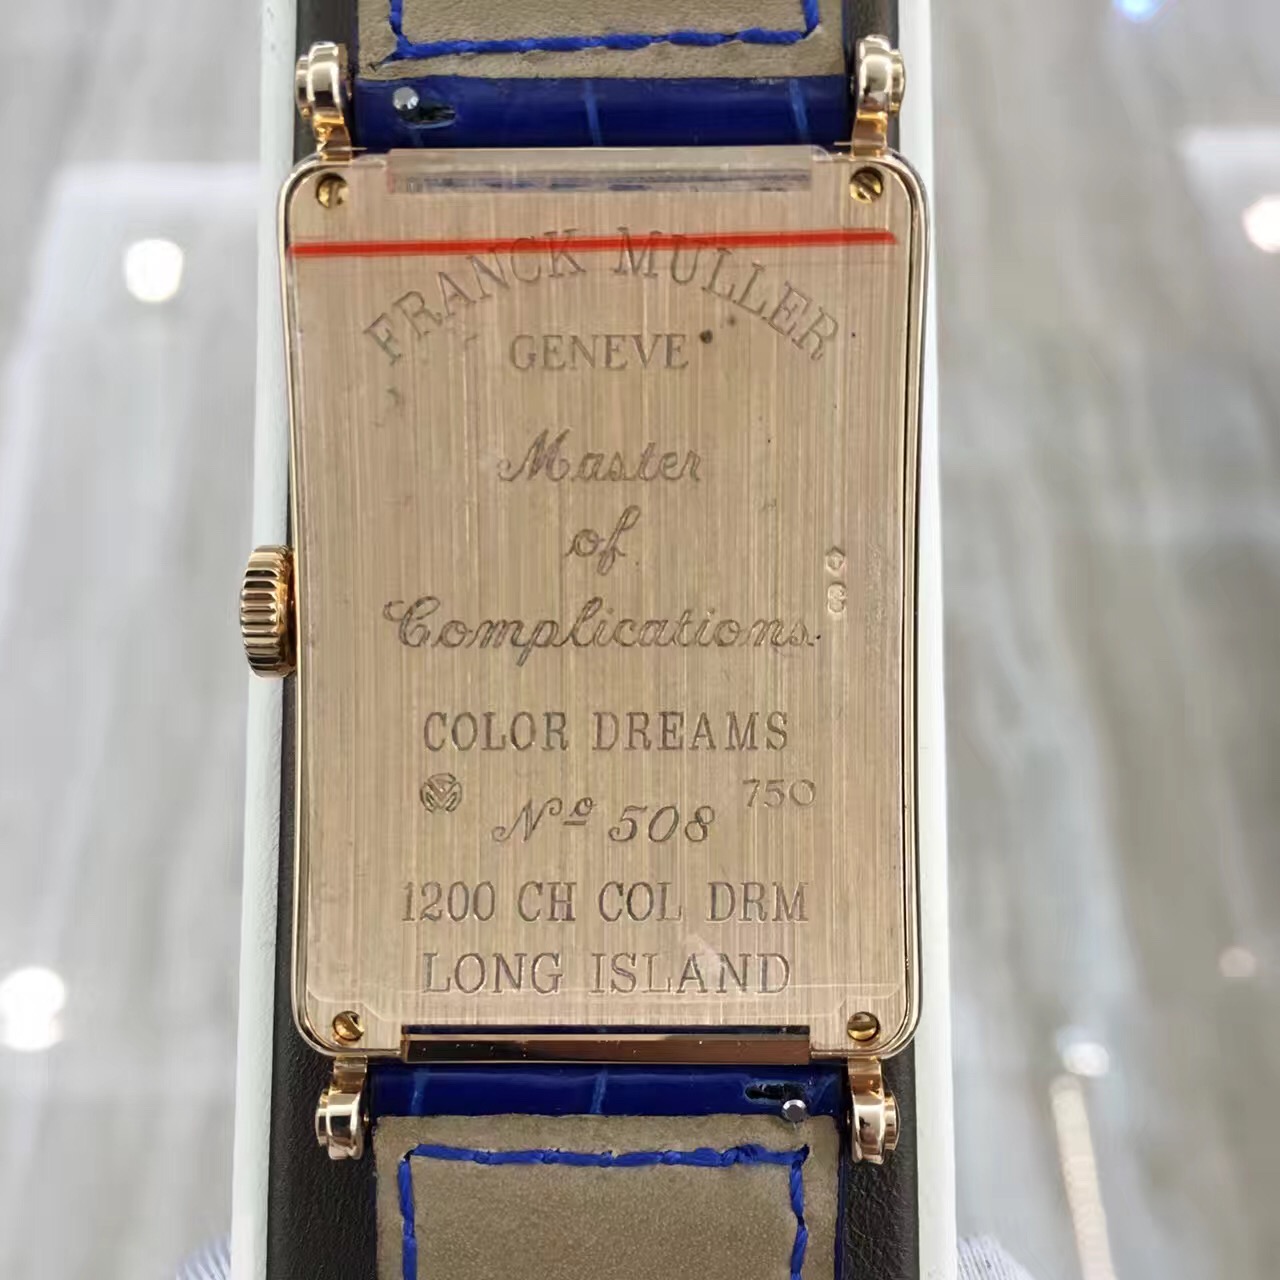 FRANCK MULLER
GENEVE
Master
of
Complications
COLOR DREAMS
750
Nº 508
1200 CH COL DRM
LONG ISLAND